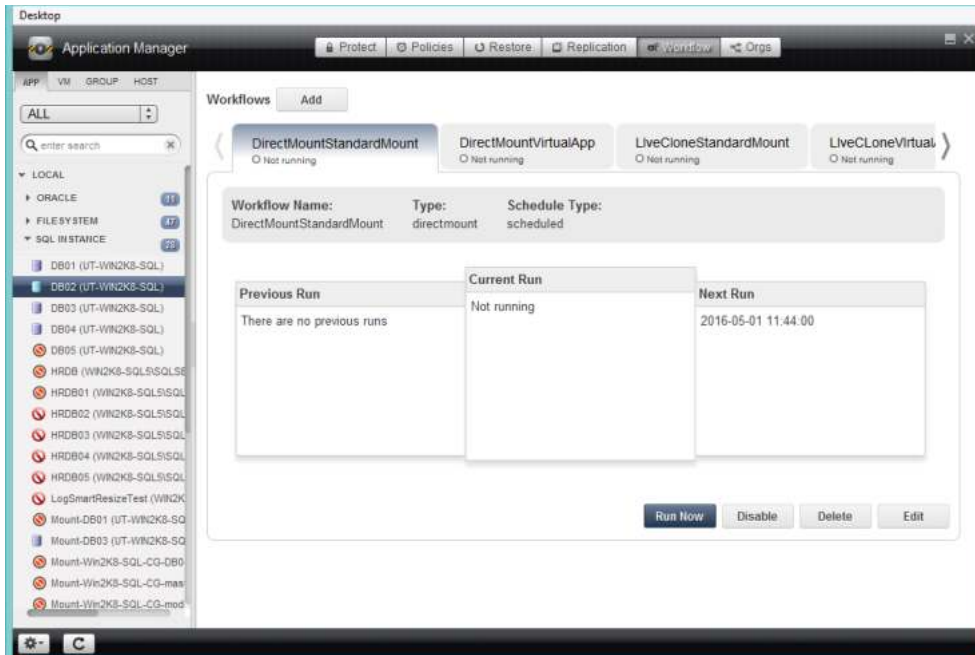 Desktop
Application Manager
Protect Policies Restore Replication Workflow Orgs
APP VM GROUP HOST
ALL
enter search
LOCAL
ORACLE
FILESYSTEM
SQL INSTANCE
DB01 (UT-WIN2K8-SQL)
DB02 (UT-WIN2K8-SQL)
DB03 (UT-WIN2K8-SQL)
DB04 (UT-WIN2K8-SQL)
DB05 (UT-WIN2K8-SQL)
HRDB (WIN2K8-SQL5\SQLSE
HRDB01 (WIN2K8-SQL5\SQL
HRDB02 (WIN2K8-SQL5\SQL
HRDB03 (WIN2K8-SQL5\SQL
HRDB04 (WIN2K8-SQL5\SQL
HRDB05 (WIN2K8-SQL5\SQL
LogSmartResizeTest (WIN2K
Mount-DB01 (UT-WIN2K8-SQ
Mount-DB03 (UT-WIN2K8-SQ
Mount-Win2K8-SQL-CG-DB0
Mount-Win2K8-SQL-CG-mas
Mount-Win2K8-SQL-CG-mod
Workflows Add
DirectMountStandardMount
Not running
DirectMountVirtualApp
Not running
LiveCloneStandardMount
Not running
LIveCLoneVirtual
Not running
Workflow Name: Type: Schedule Type:
DirectMountStandardMount directmount scheduled
Previous Run
There are no previous runs
Current Run
Not running
Next Run
2016-05-01 11:44:00
Run Now Disable Delete Edit